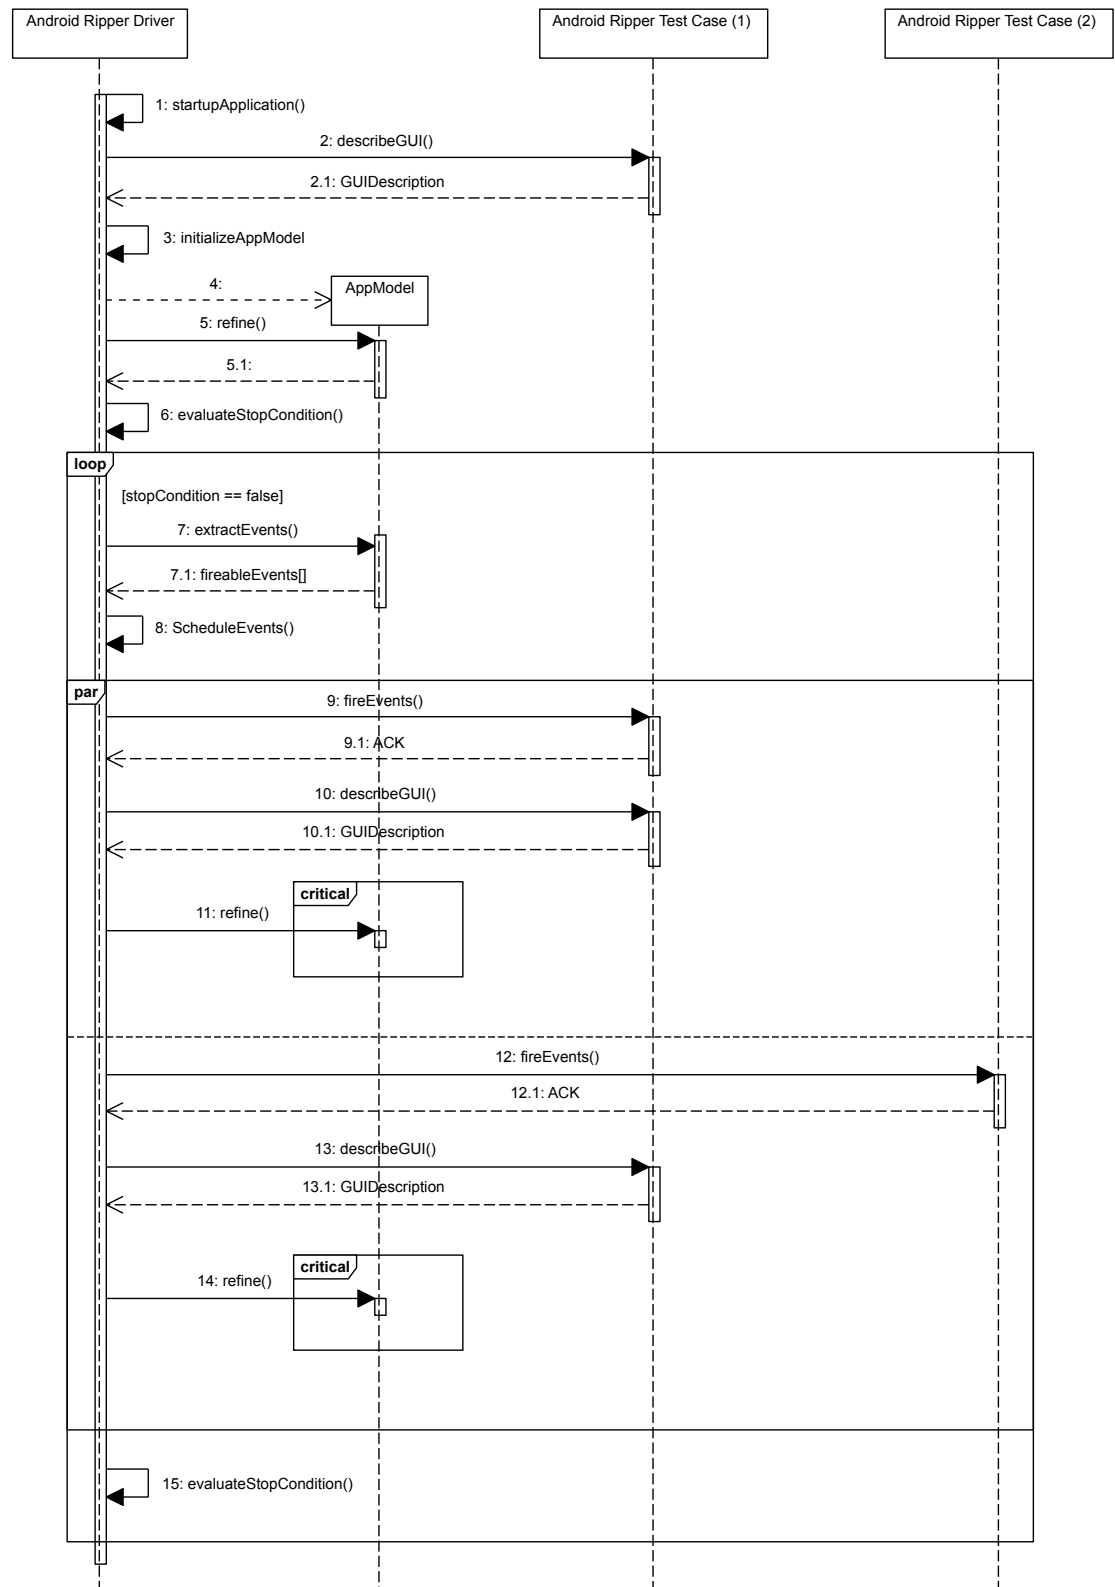 Android Ripper Driver
Android Ripper Test Case (1)
Android Ripper Test Case (2)
1: startupApplication()
2: describeGUI()
2.1: GUIDescription
3: initializeAppModel
4:
AppModel
5: refine()
5.1:
6: evaluateStopCondition()
loop
[stopCondition == false]
7: extractEvents()
7.1: fireableEvents[]
8: ScheduleEvents()
par
9: fireEvents()
9.1: ACK
10: describeGUI()
10.1: GUIDescription
critical
11: refine()
12: fireEvents()
12.1: ACK
13: describeGUI()
13.1: GUIDescription
critical
14: refine()
15: evaluateStopCondition()